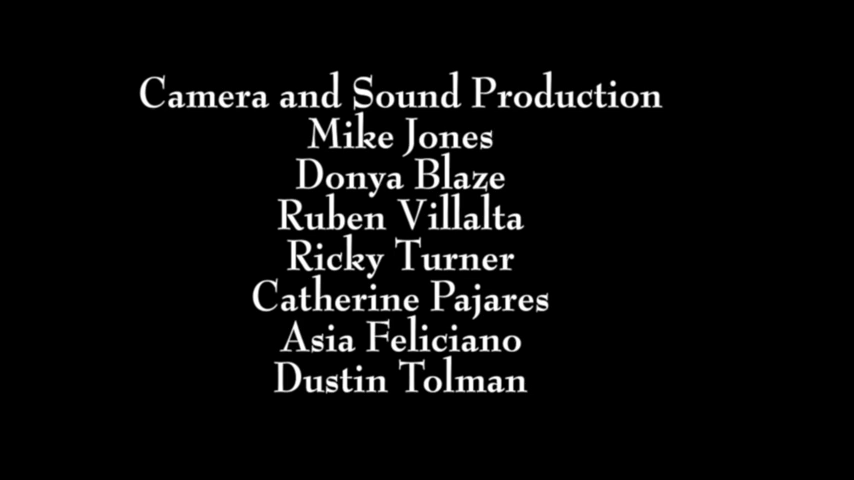 Camera and Sound Production
Mike Jones
Donya Blaze
Ruben Villalta
Ricky Turner
Catherine Pajares
Asia Feliciano
Dustin Tolman